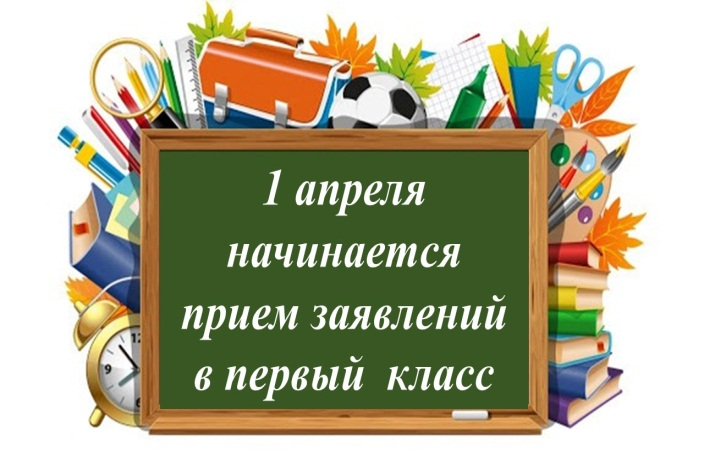 1 апреля
начинается
прием заявлений
в первый класс